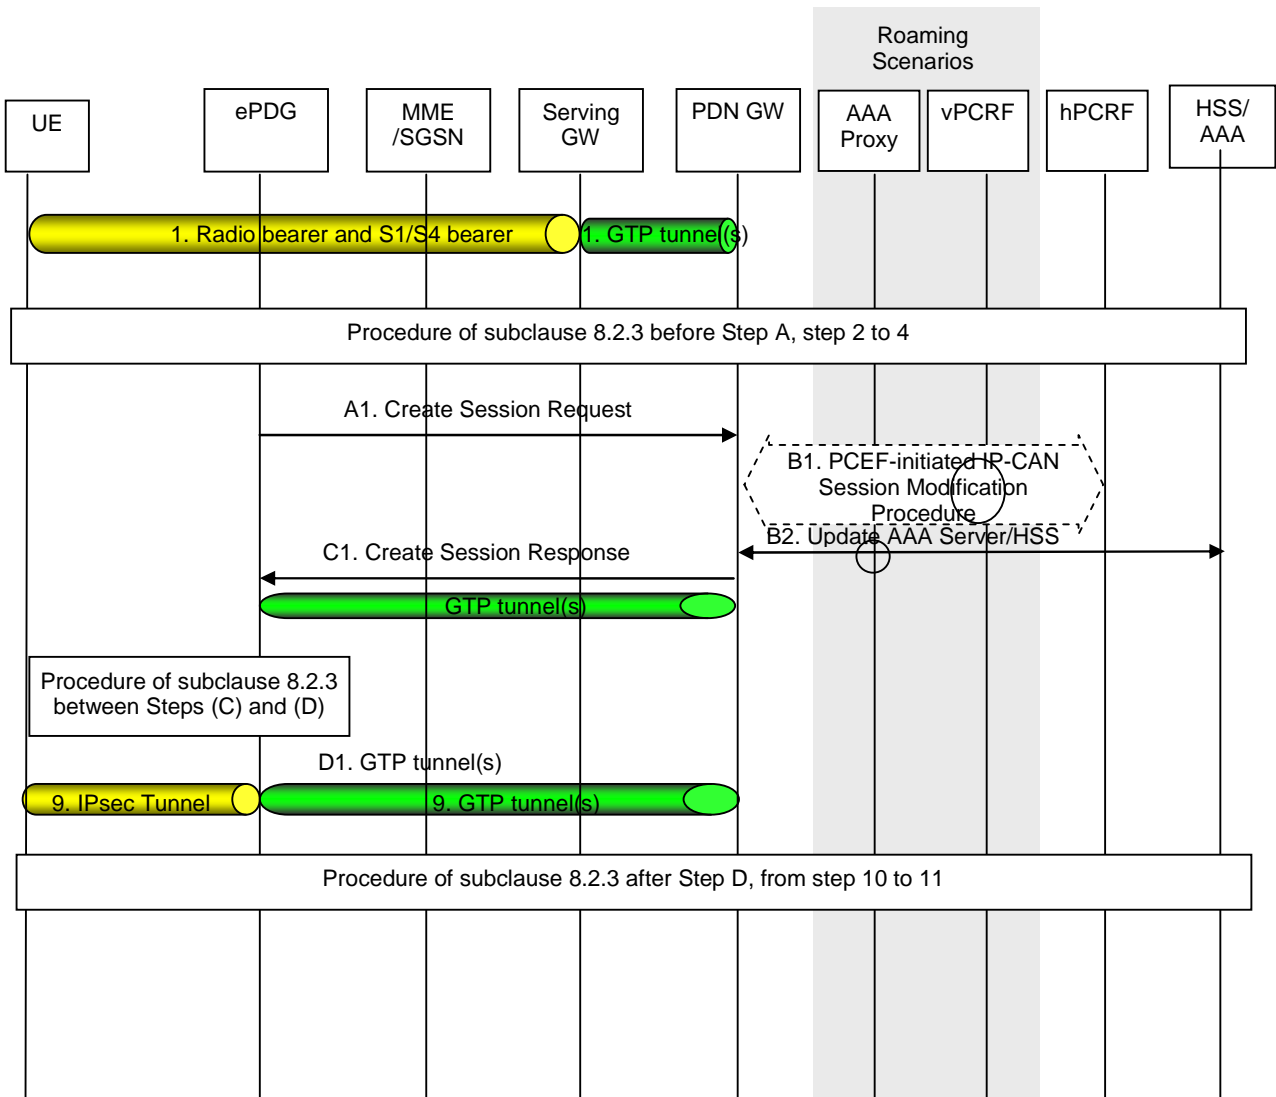 Roaming
Scenarios
UE
ePDG
MME
/SGSN
Serving
GW
PDN GW
AAA
Proxy
vPCRF
hPCRF
HSS/
AAA
1. Radio bearer and S1/S4 bearer
1. GTP tunnel(s)
Procedure of subclause 8.2.3 before Step A, step 2 to 4
A1. Create Session Request
B1. PCEF-initiated IP-CAN
Session Modification
Procedure
B2. Update AAA Server/HSS
C1. Create Session Response
GTP tunnel(s)
Procedure of subclause 8.2.3
between Steps (C) and (D)
D1. GTP tunnel(s)
9. IPsec Tunnel
9. GTP tunnel(s)
Procedure of subclause 8.2.3 after Step D, from step 10 to 11